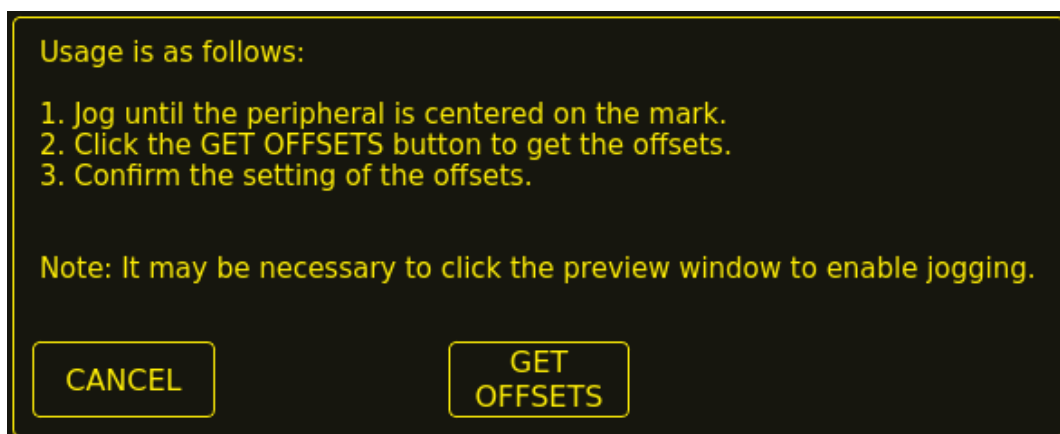 Usage is as follows:
1. Jog until the peripheral is centered on the mark.
2. Click the GET OFFSETS button to get the offsets.
3. Confirm the setting of the offsets.
Note: It may be necessary to click the preview window to enable jogging.
CANCEL
GET
OFFSETS